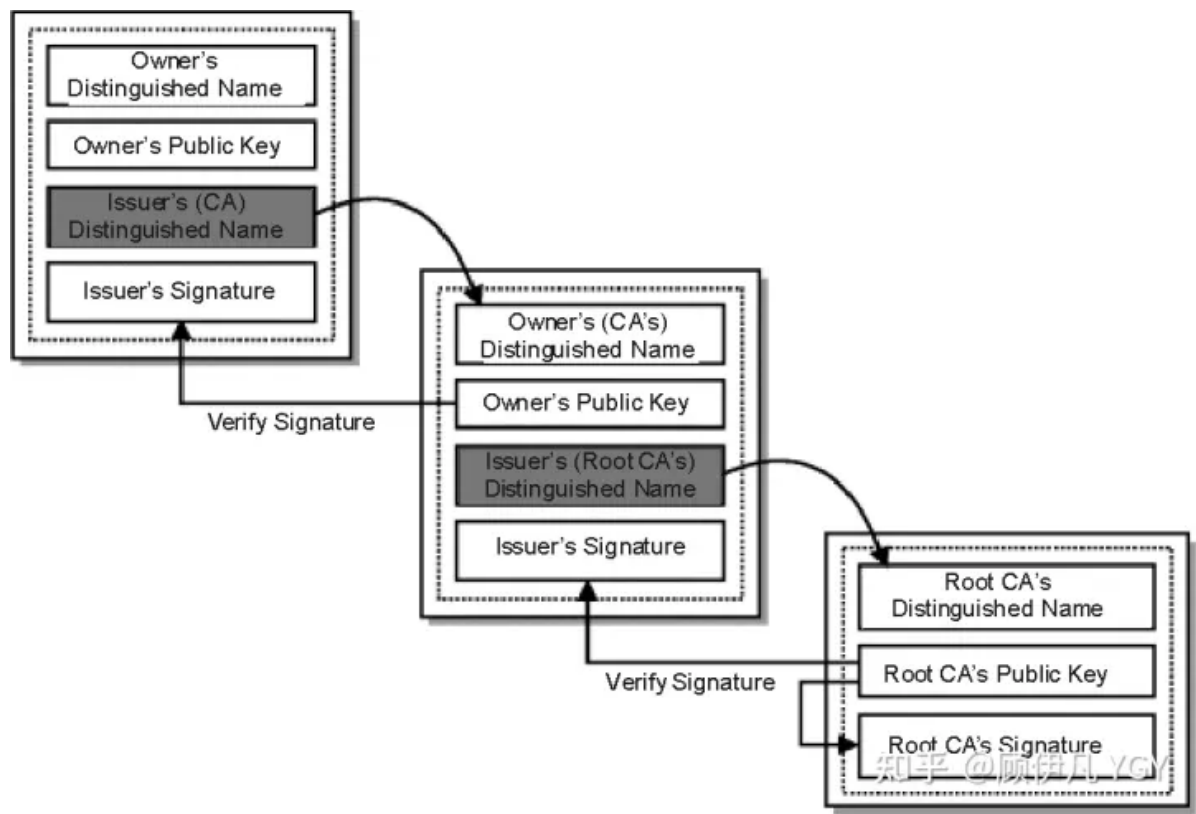 Owner's
Distinguished Name
Owner's Public Key
Issuer's (CA)
Distinguished Name
Issuer's Signature
Verify Signature
Owner's (CA's)
Distinguished Name
Owner's Public Key
Issuer's (Root CA's)
Distinguished Name
Issuer's Signature
Verify Signature
Root CA's
Distinguished Name
Root CA's Public Key
Root CA's Signature
知乎 @顾伊凡 YGY